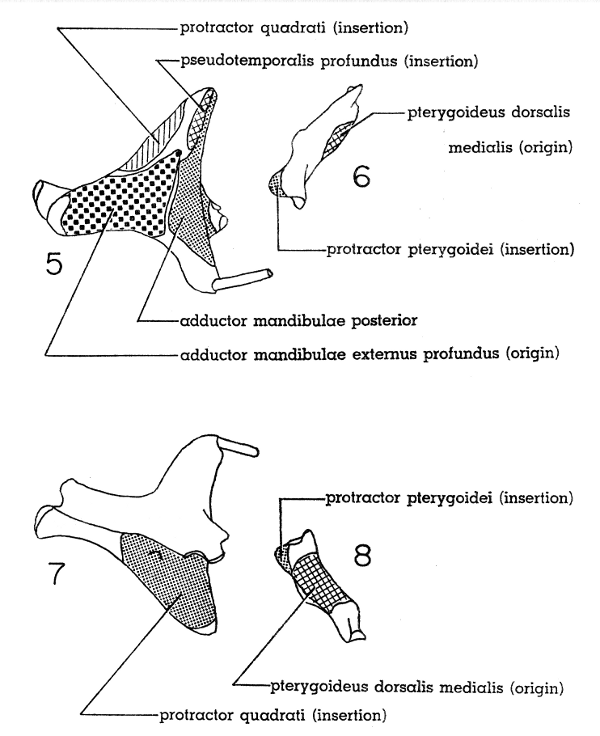 protractor quadrati (insertion)
pseudotemporalis profundus (insertion)
pterygoideus dorsalis
medialis (origin)
6
protractor pterygoidei (insertion)
5
adductor mandibulae posterior
adductor mandibulae externus profundus (origin)
protractor pterygoidei (insertion)
8
7
pterygoideus dorsalis medialis (origin)
protractor quadrati (insertion)